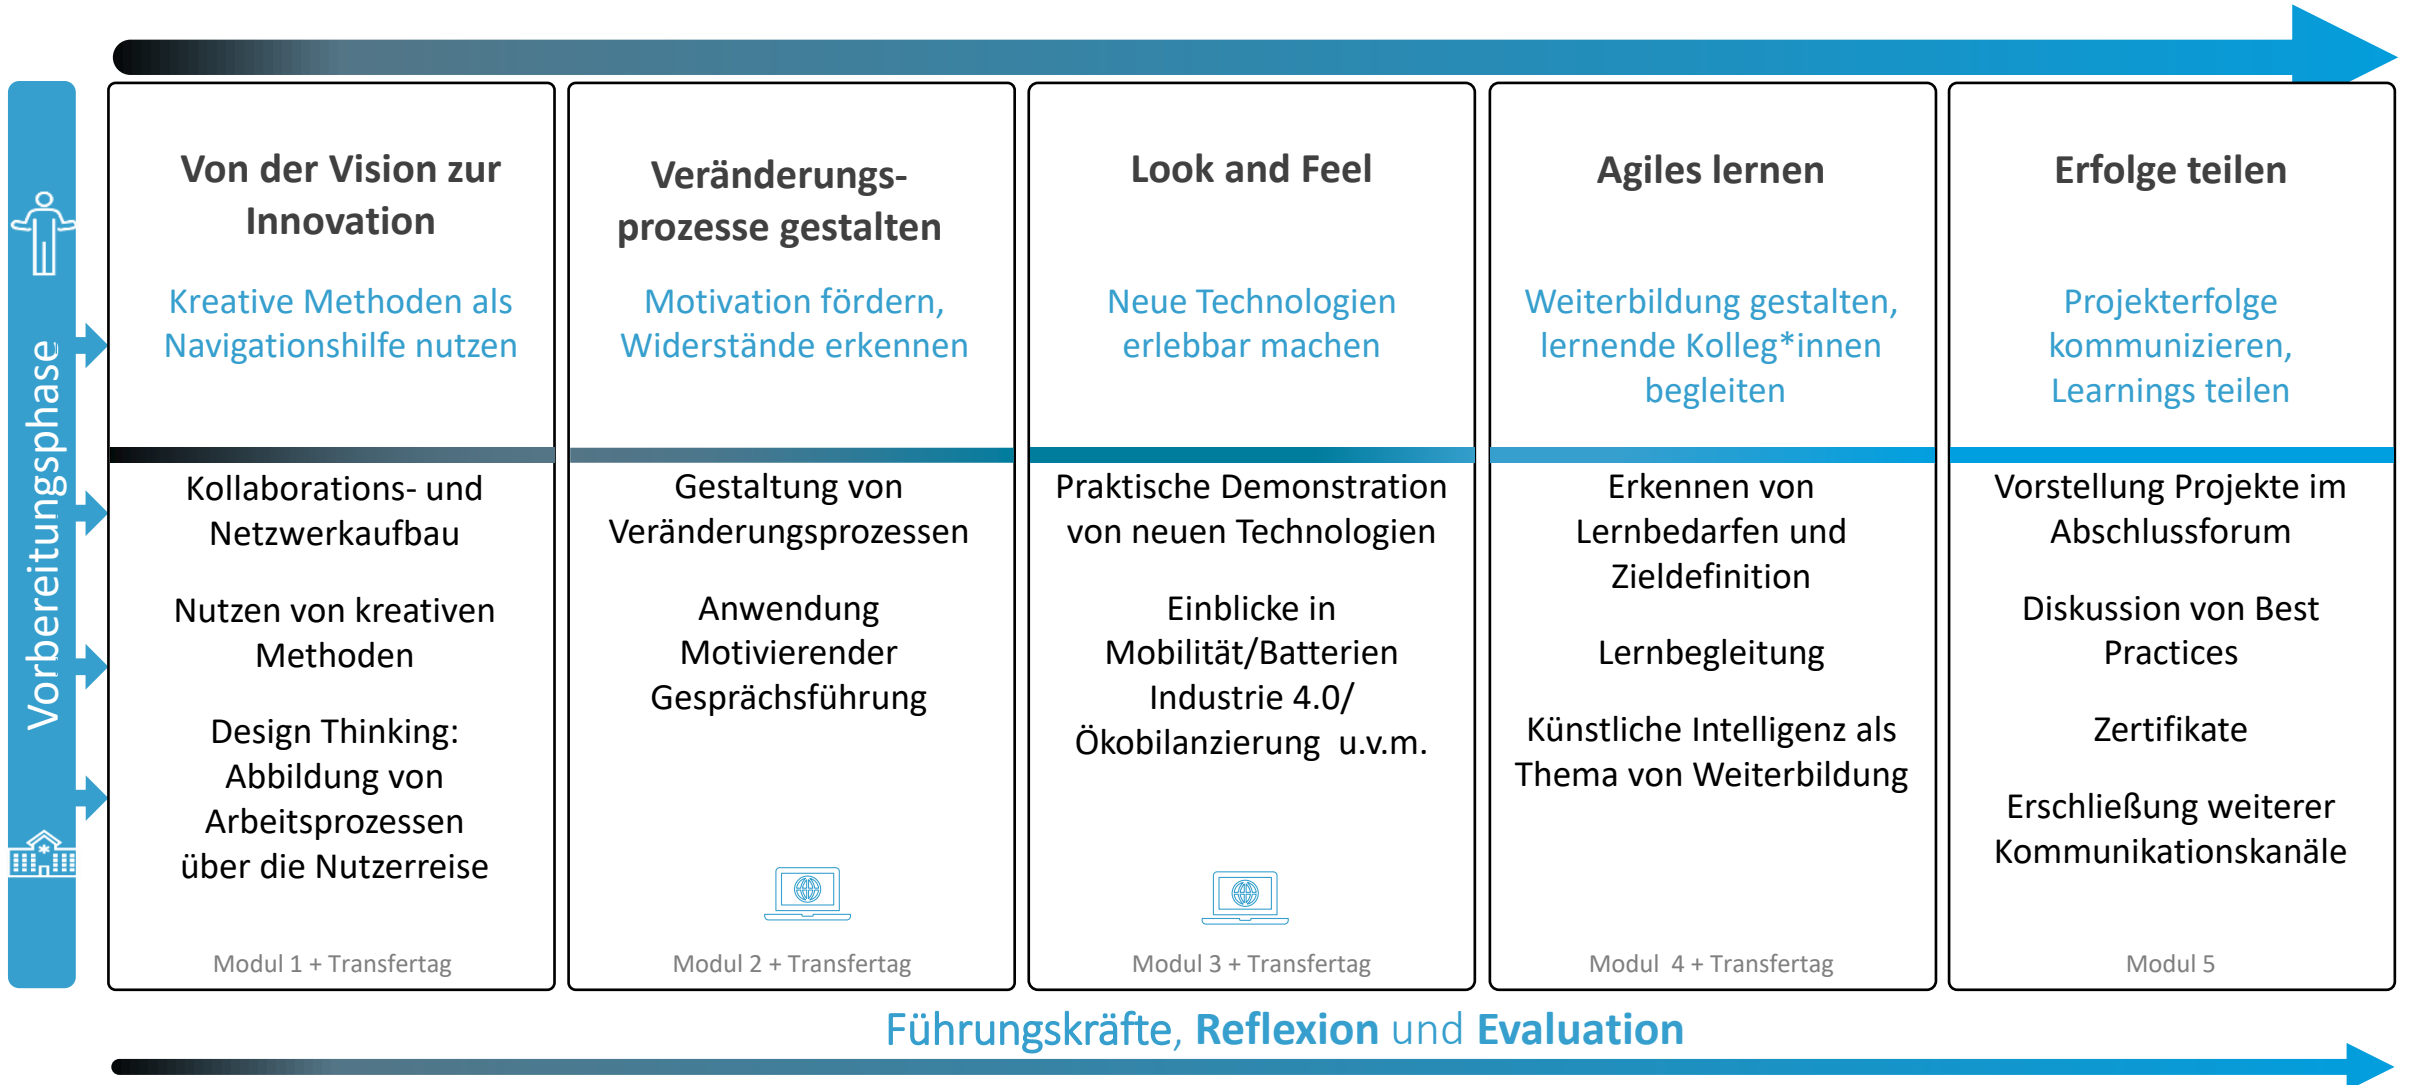 Vorbereitungsphase
Von der Vision zur
Innovation
Kreative Methoden als
Navigationshilfe nutzen
Kollaborations- und
Netzwerkaufbau
Nutzen von kreativen
Methoden
Design Thinking:
Abbildung von
Arbeitsprozessen
über die Nutzerreise
Modul 1 + Transfertag
Veränderungs-
prozesse gestalten
Motivation fördern,
Widerstände erkennen
Gestaltung von
Veränderungsprozessen
Anwendung
Motivierender
Gesprächsführung
Modul 2 + Transfertag
Look and Feel
Neue Technologien
erlebbar machen
Praktische Demonstration
von neuen Technologien
Einblicke in
Mobilität/Batterien
Industrie 4.0/
Ökobilanzierung  u.v.m.
Modul 3 + Transfertag
Agiles lernen
Weiterbildung gestalten,
lernende Kolleg*innen
begleiten
Erkennen von
Lernbedarfen und
Zieldefinition
Lernbegleitung
Künstliche Intelligenz als
Thema von Weiterbildung
Modul  4 + Transfertag
Erfolge teilen
Projekterfolge
kommunizieren,
Learnings teilen
Vorstellung Projekte im
Abschlussforum
Diskussion von Best
Practices
Zertifikate
Erschließung weiterer
Kommunikationskanäle
Modul 5
Führungskräfte, Reflexion und Evaluation